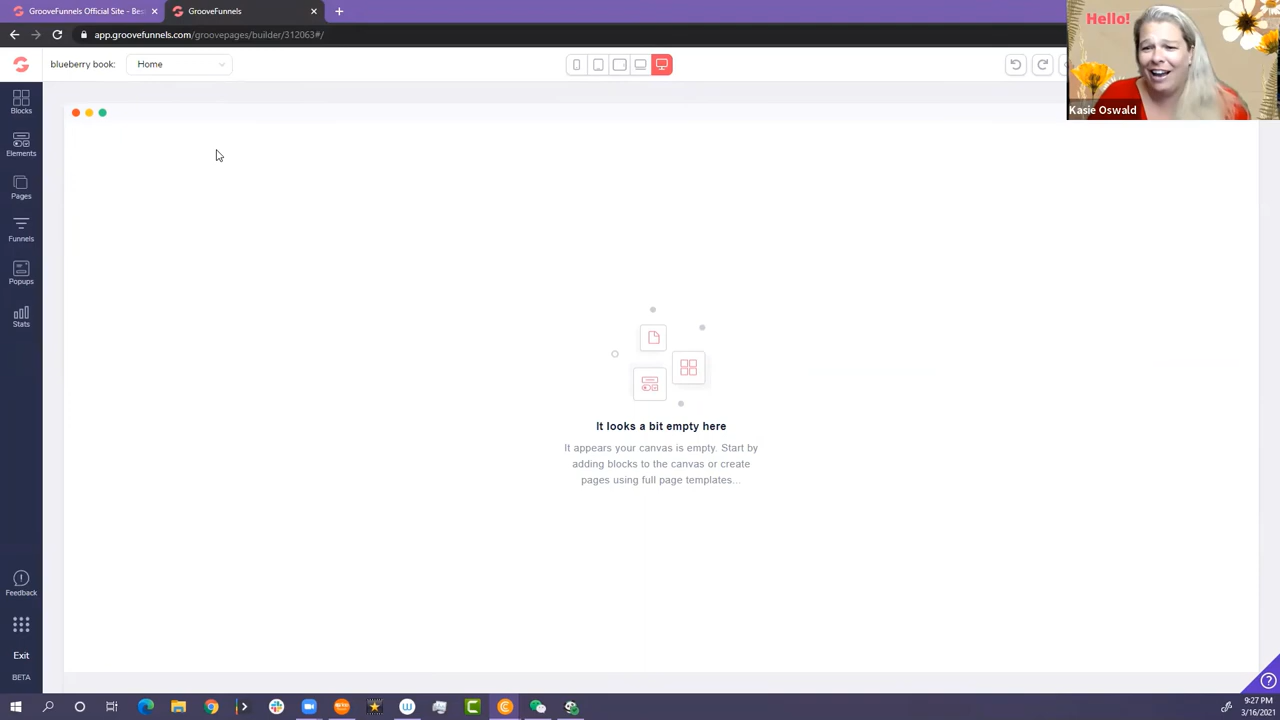 GrooveFunnels Official Site - Bes
GrooveFunnels
app.groovefunnels.com/groovepages/builder/312063#/
Hello!
Kasie Oswald
blueberry book:
Home
Blocks
Elements
Pages
Funnels
Popups
Stats
It looks a bit empty here
It appears your canvas is empty. Start by
adding blocks to the canvas or create
pages using full page templates...
Feedback
Exit
BETA
9:27 PM
3/16/2021